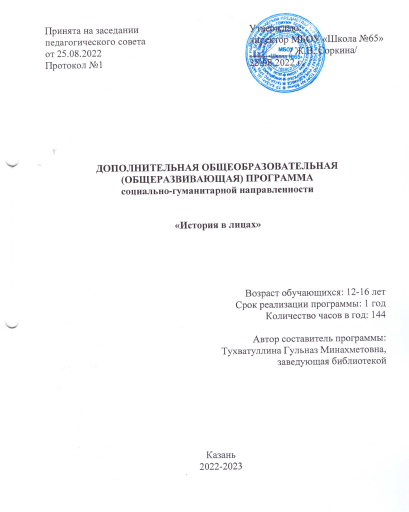 Принята на заседании
педагогического совета
от 25.08.2022
Протокол №1
Утверждаю:
директор МБОУ «Школа №65»
/Ж.В. Соркина/
25.08.2022 г.
ДОПОЛНИТЕЛЬНАЯ ОБЩЕОБРАЗОВАТЕЛЬНАЯ
(ОБЩЕРАЗВИВАЮЩАЯ) ПРОГРАММА
социально-гуманитарной направленности
«История в лицах»
Возраст обучающихся: 12-16 лет
Срок реализации программы: 1 год
Количество часов в год: 144
Автор составитель программы:
Тухватуллина Гульназ Минахметовна,
заведующая библиотекой
Казань
2022-2023